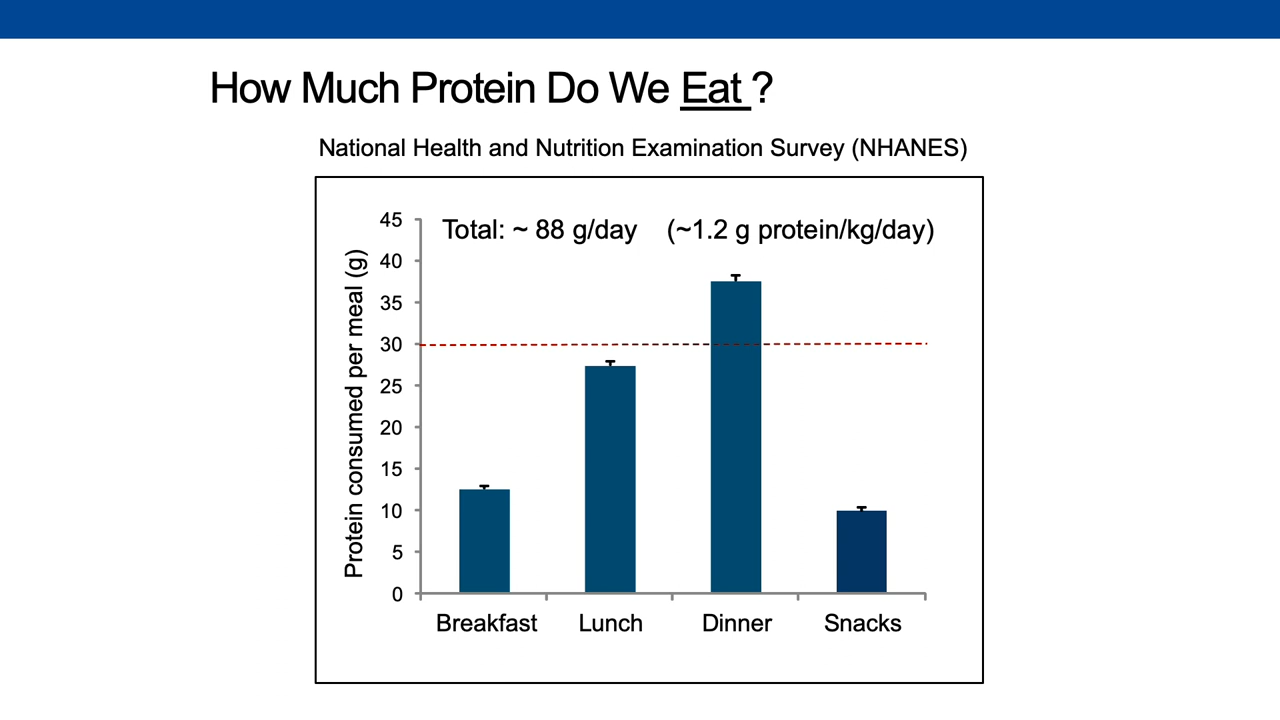 How Much Protein Do We Eat ?
National Health and Nutrition Examination Survey (NHANES)
Total: ~ 88 g/day (~1.2 g protein/kg/day)
Protein consumed per meal (g)
45
40
35
30
25
20
15
10
5
0
Breakfast Lunch Dinner Snacks